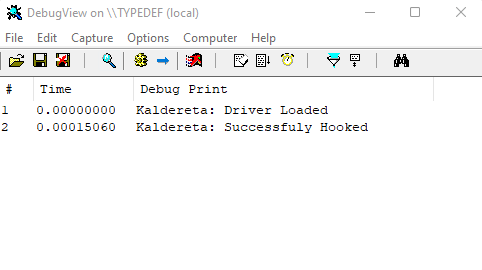 DebugView on \\TYPEDEF (local)
File Edit Capture Options Computer Help
# Time Debug Print
1 0.00000000 Kaldereta: Driver Loaded
2 0.00015060 Kaldereta: Successfuly Hooked